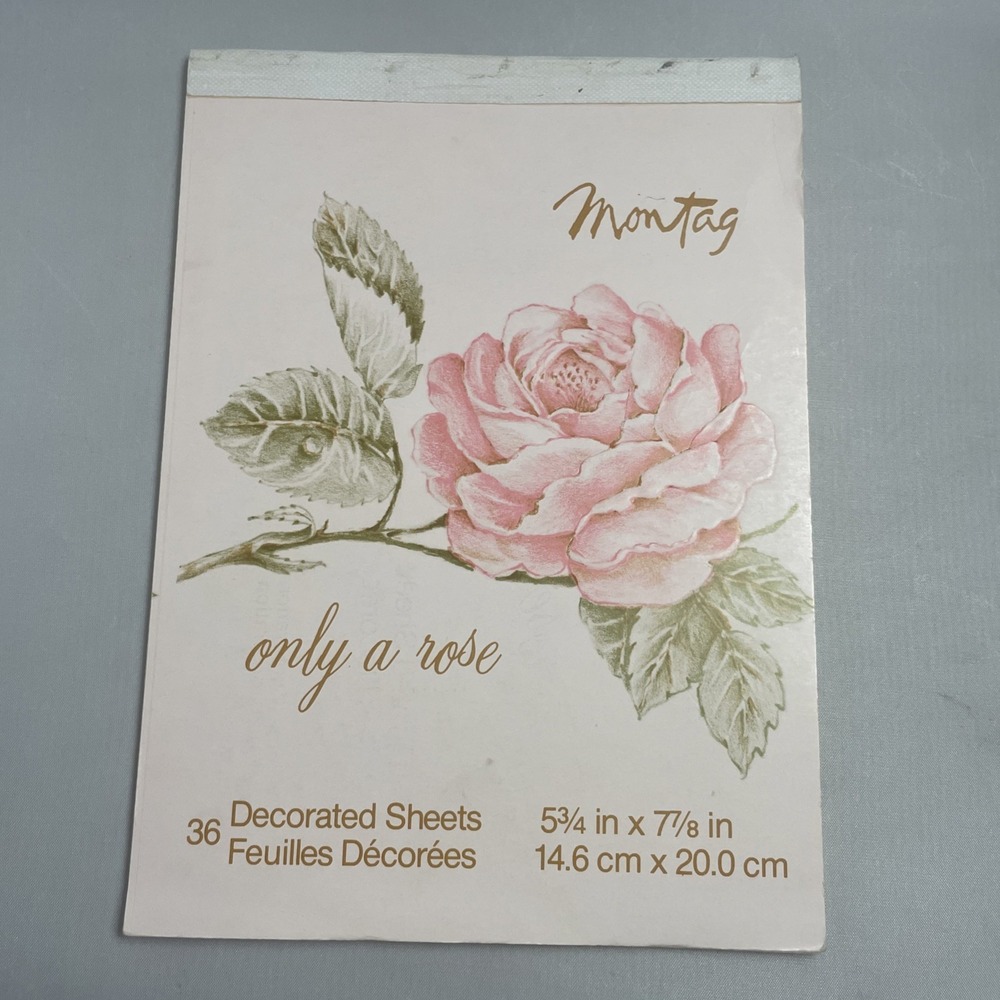 Montag
only a rose
36 Decorated Sheets
Feuilles Décorées
5¾ in x 7⅞ in
14.6 cm x 20.0 cm